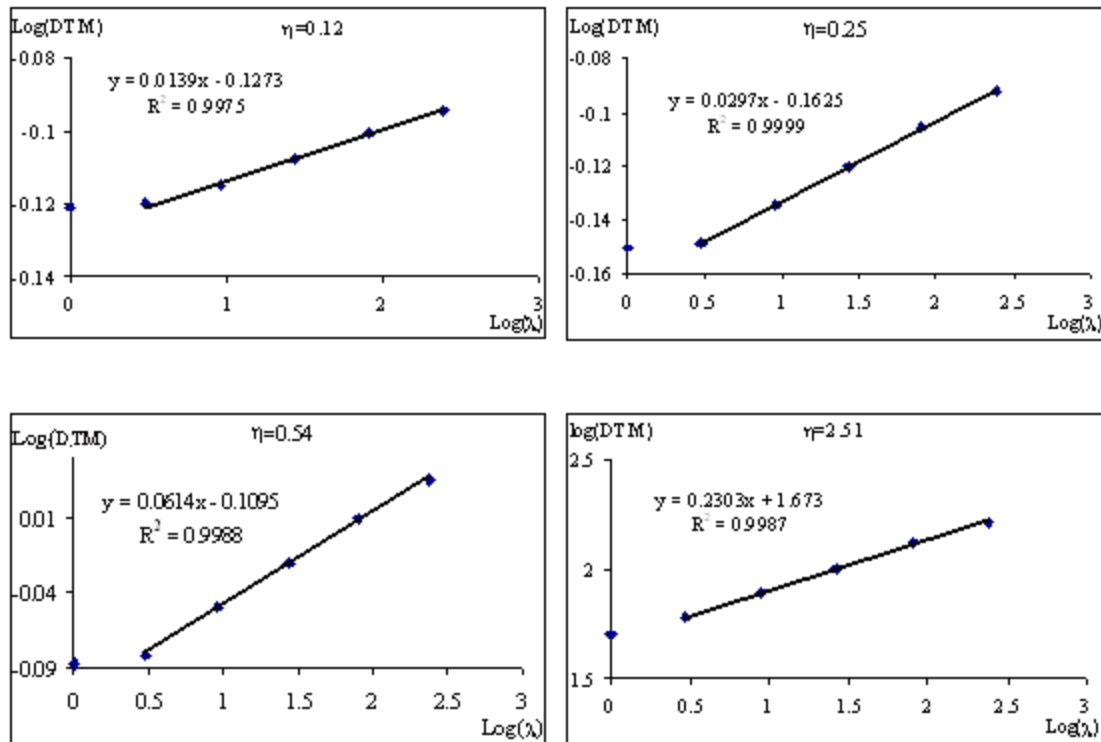 Log(DTM)
η=0.12
-0.08
y = 0.0139x - 0.1273
R² = 0.9975
-0.1
-0.12
-0.14
0 1 2 3
Log(λ)
Log(DTM)
η=0.25
-0.08
y = 0.0297x - 0.1625
R² = 0.9999
-0.1
-0.12
-0.14
-0.16
0 0.5 1 1.5 2 2.5 3
Log(λ)
Log(DTM)
η=0.54
y = 0.0614x - 0.1095
R² = 0.9988
0.01
-0.04
-0.09
0 0.5 1 1.5 2 2.5 3
Log(λ)
log(DTM)
η=2.51
2.5
y = 0.2303x + 1.673
R² = 0.9987
2
1.5
0 0.5 1 1.5 2 2.5 3
Log(λ)